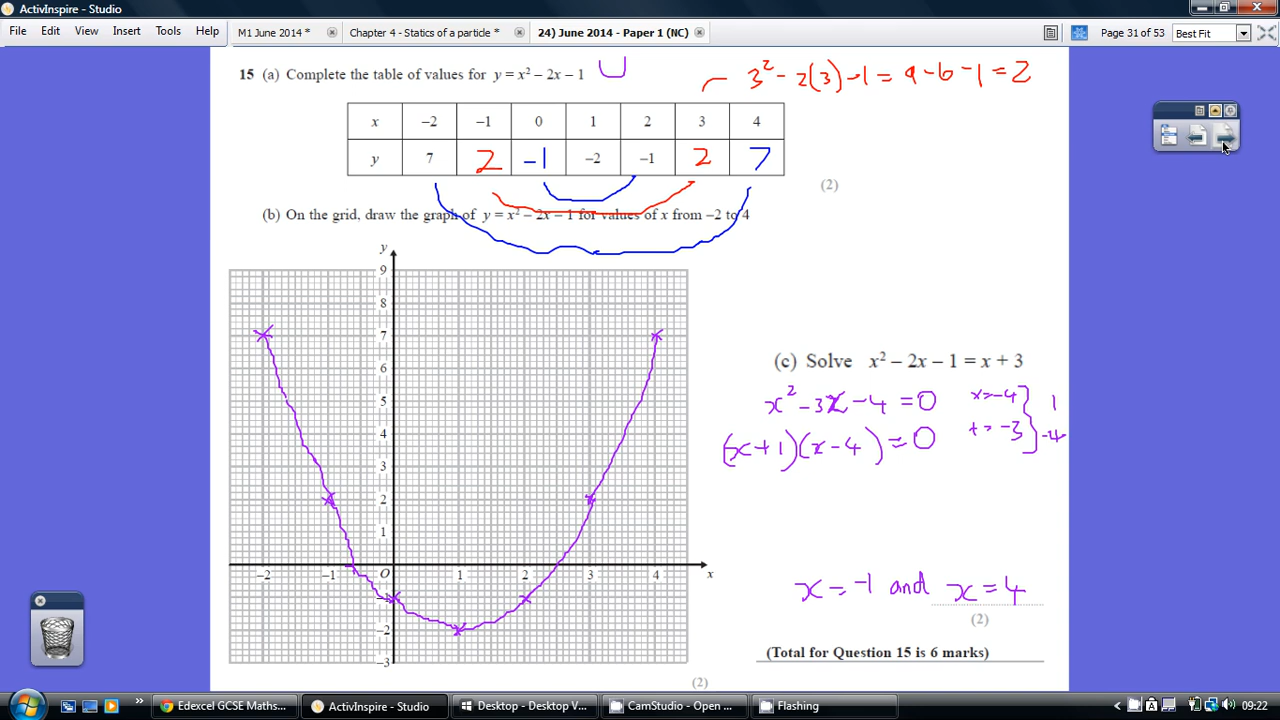 ActivInspire - Studio
File Edit View Insert Tools Help M1 June 2014 * Chapter 4 - Statics of a particle * 24) June 2014 - Paper 1 (NC) Page 31 of 53 Best Fit
15 (a) Complete the table of values for y = x² − 2x − 1
3² − 2(3) − 1 = 9 − 6 − 1 = 2
x −2 −1 0 1 2 3 4
y 7 2 −1 −2 −1 2 7
(2)
(b) On the grid, draw the graph of y = x² − 2x − 1 for values of x from −2 to 4
y
9
8
7
6
5
4
3
2
1
−2 −1 O 1 2 3 4 x
−1
−2
−3
(2)
(c) Solve x² − 2x − 1 = x + 3
x² − 3x − 4 = 0 x = −4 1
(x + 1)(x − 4) = 0 + = −3 −4
x = −1 and x = 4
(2)
(Total for Question 15 is 6 marks)
Edexcel GCSE Maths... ActivInspire - Studio Desktop - Desktop V... CamStudio - Flashing 09:22